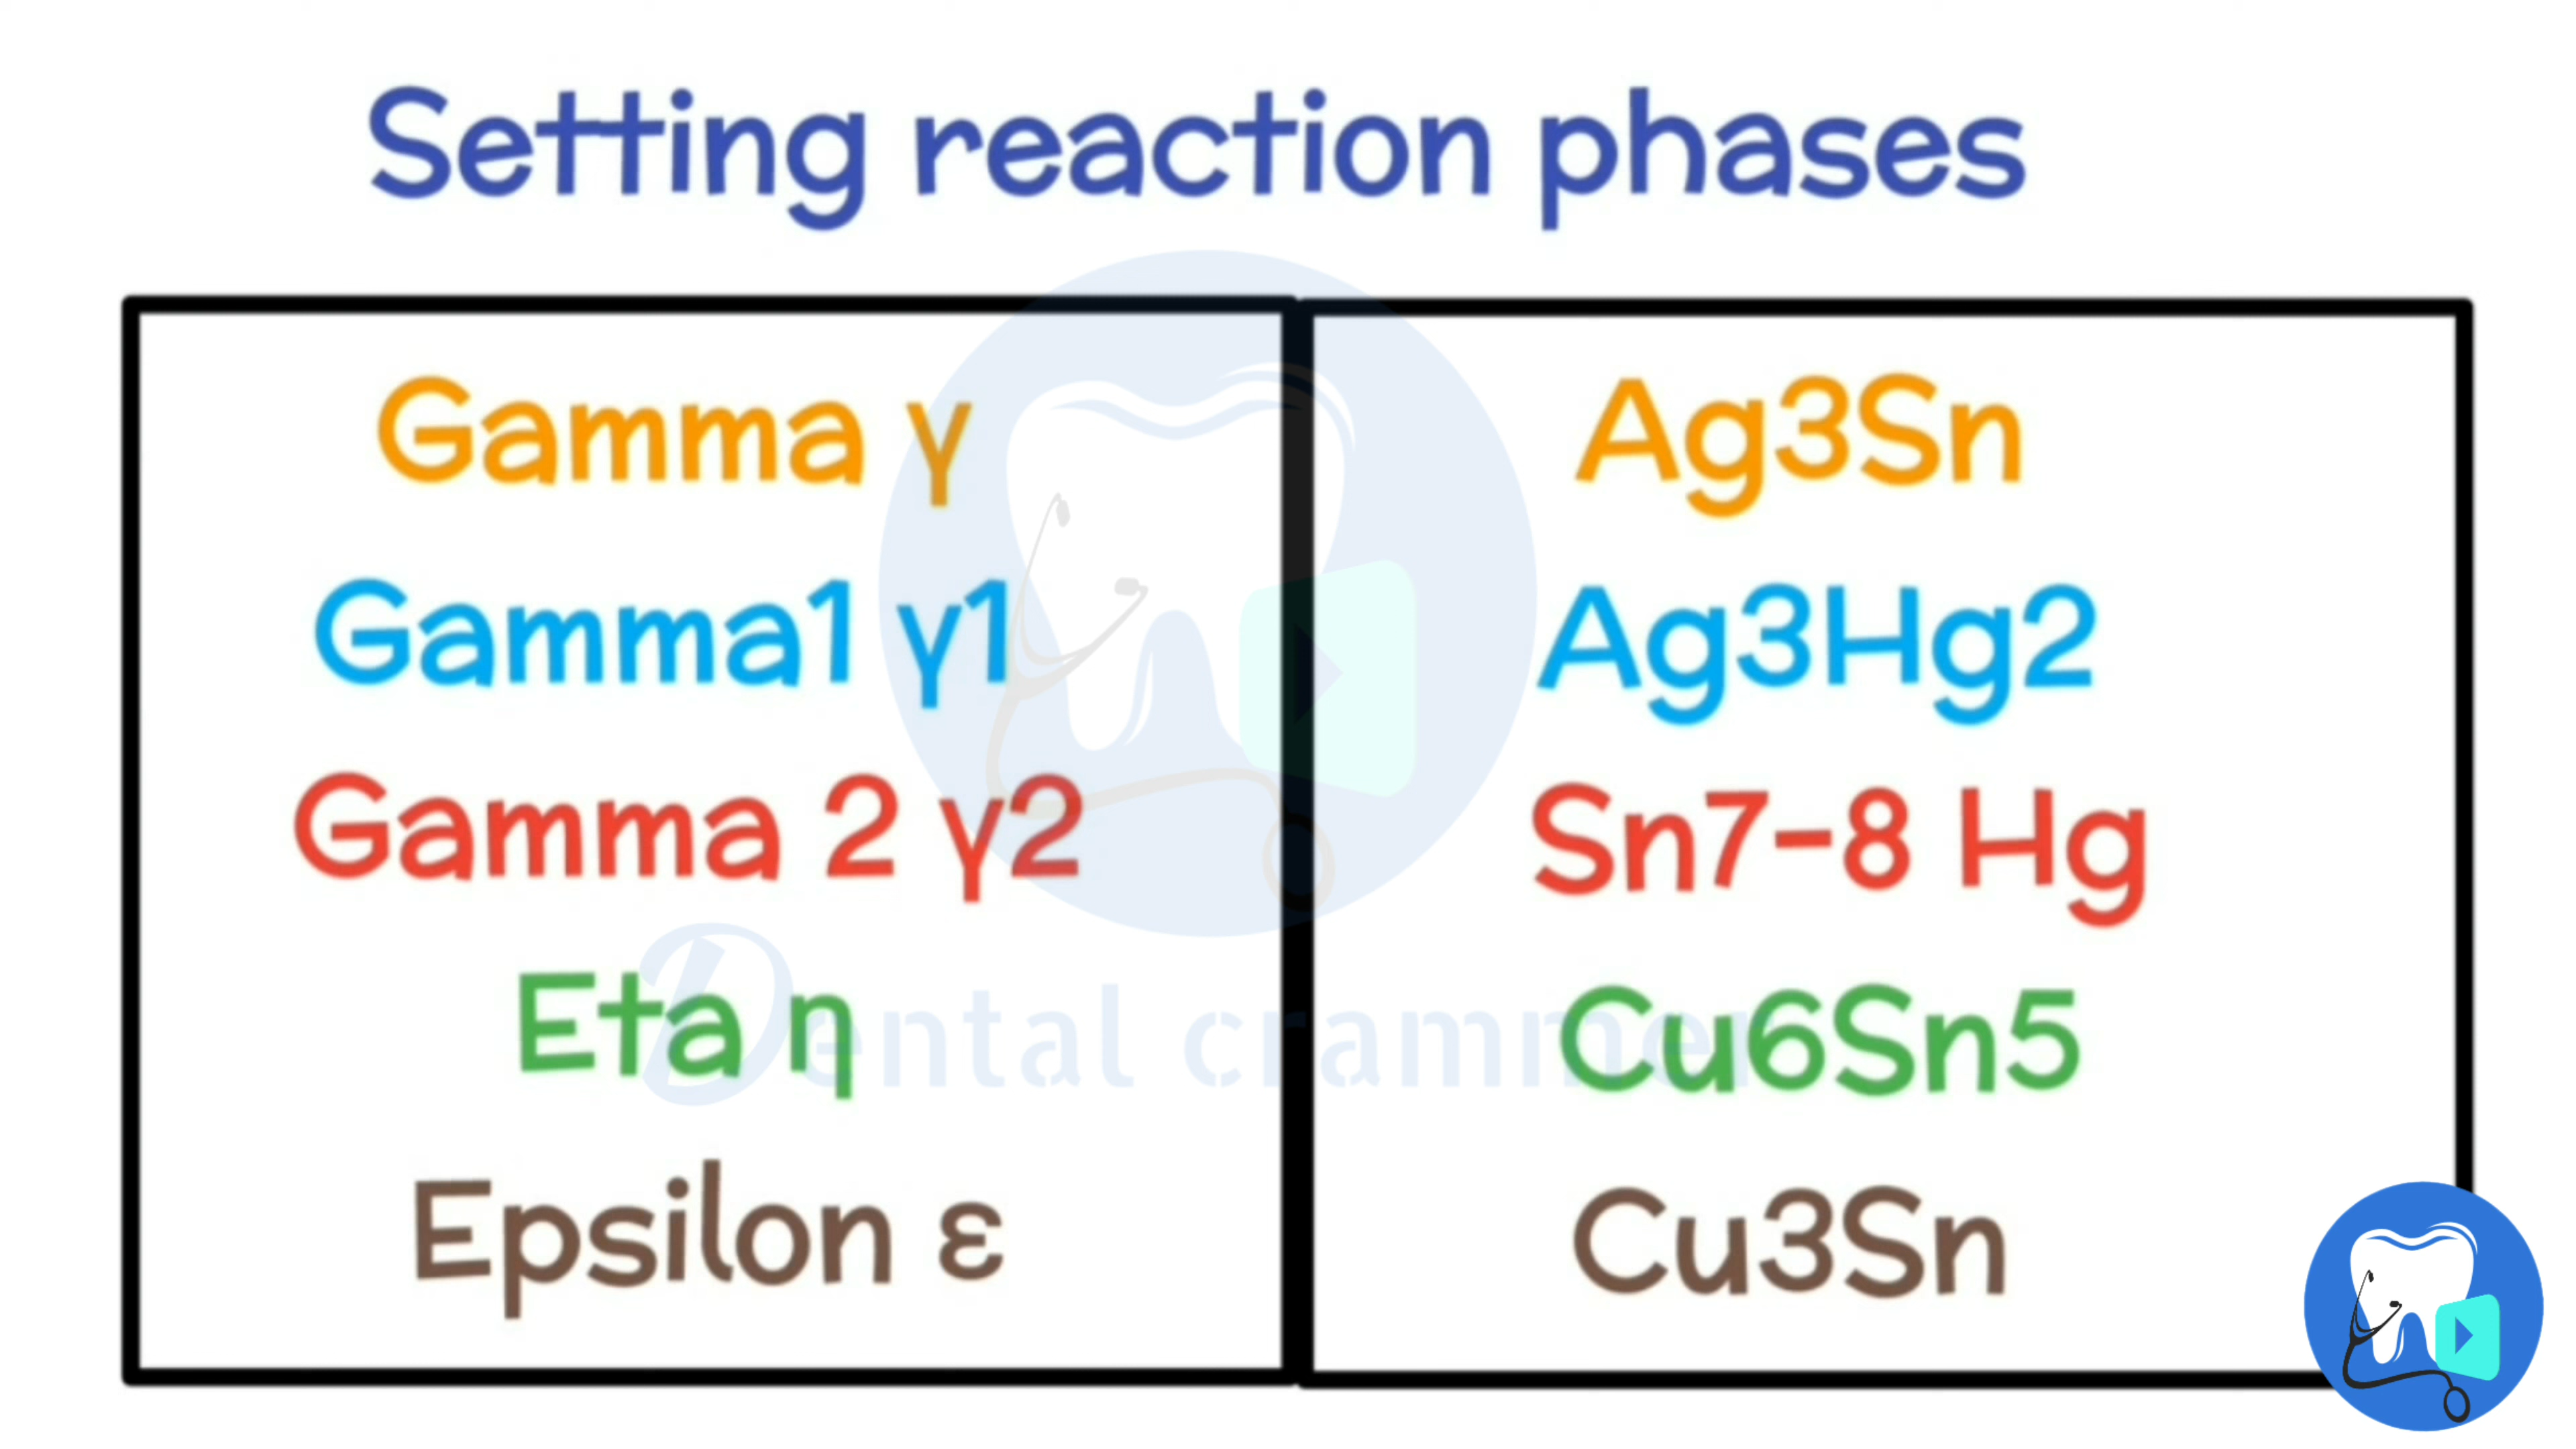 Setting reaction phases
Gamma γ Ag3Sn
Gamma1 γ1 Ag3Hg2
Gamma 2 γ2 Sn7-8 Hg
Eta η Cu6Sn5
Epsilon ε Cu3Sn
Dental crammer